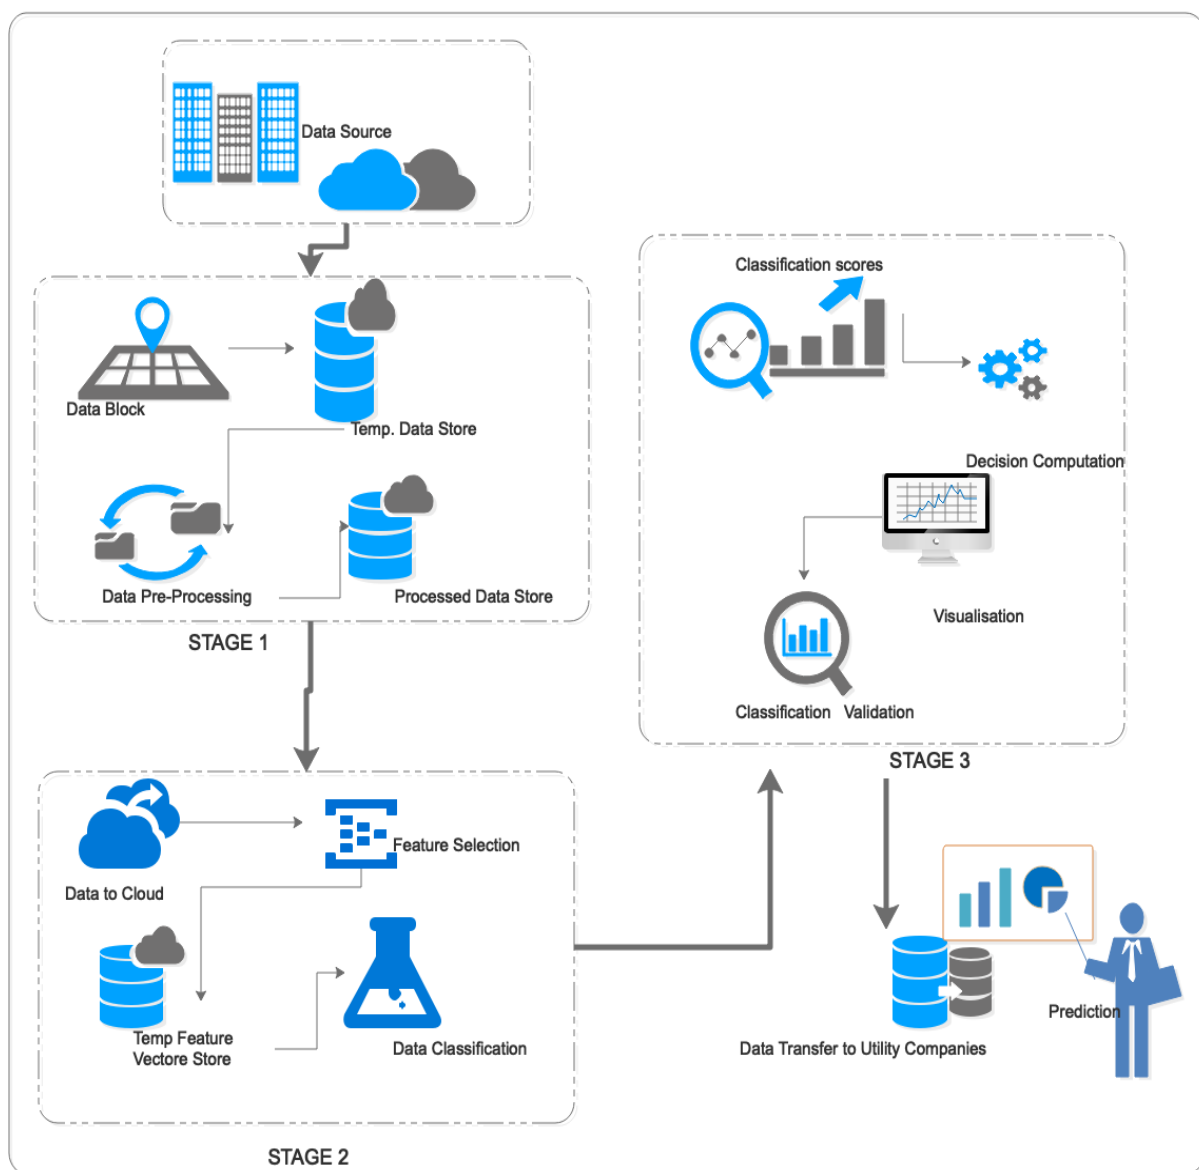 Data Source
Data Block
Temp. Data Store
Data Pre-Processing
Processed Data Store
STAGE 1
Data to Cloud
Feature Selection
Temp Feature
Vectore Store
Data Classification
STAGE 2
Classification scores
Decision Computation
Visualisation
Classification Validation
STAGE 3
Data Transfer to Utility Companies
Prediction